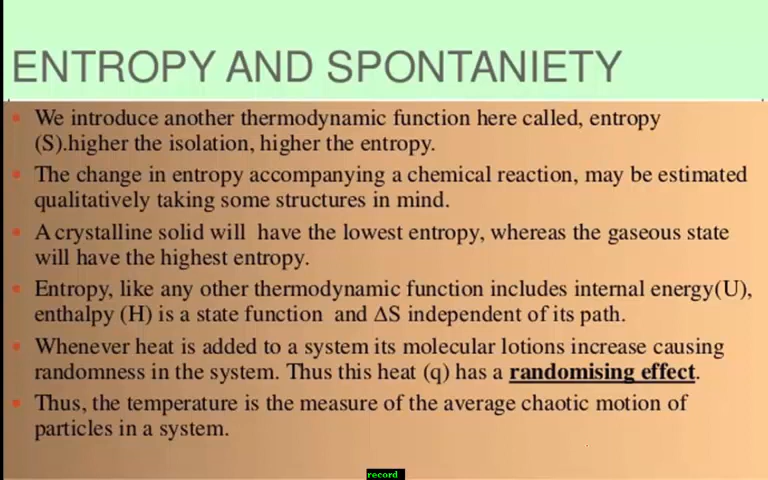 ENTROPY AND SPONTANIETY
We introduce another thermodynamic function here called, entropy
(S).higher the isolation, higher the entropy.
The change in entropy accompanying a chemical reaction, may be estimated
qualitatively taking some structures in mind.
A crystalline solid will have the lowest entropy, whereas the gaseous state
will have the highest entropy.
Entropy, like any other thermodynamic function includes internal energy(U),
enthalpy (H) is a state function and ΔS independent of its path.
Whenever heat is added to a system its molecular lotions increase causing
randomness in the system. Thus this heat (q) has a randomising effect.
Thus, the temperature is the measure of the average chaotic motion of
particles in a system.
record